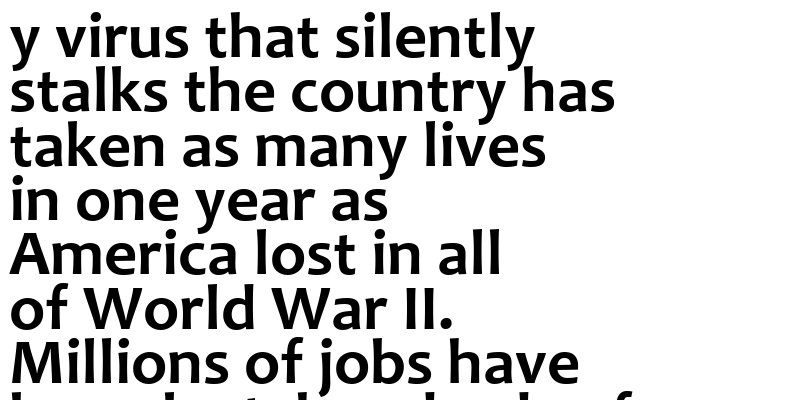 y virus that silently
stalks the country has
taken as many lives
in one year as
America lost in all
of World War II.
Millions of jobs have